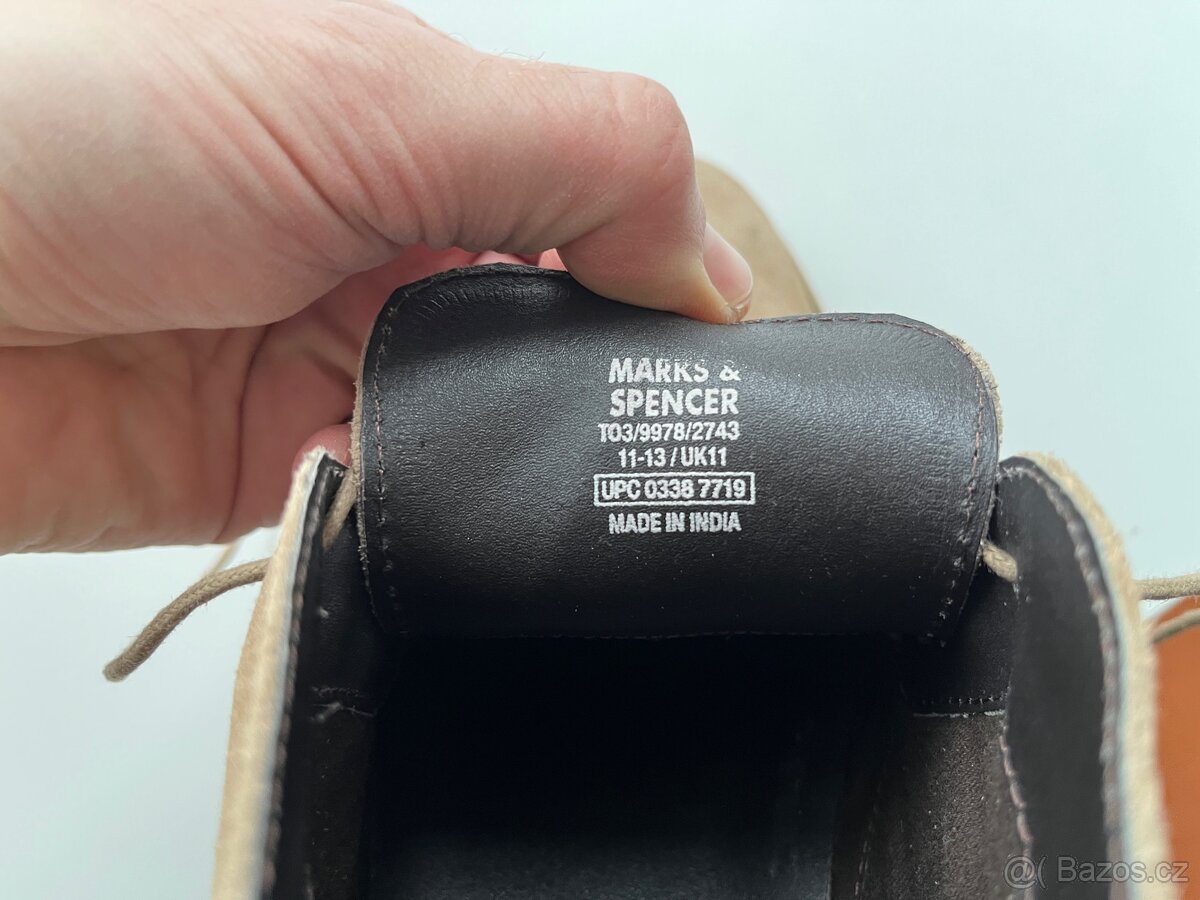 MARKS &
SPENCER
T03/9978/2743
11-13 / UK11
UPC 0338 7719
MADE IN INDIA
Bazos.cz